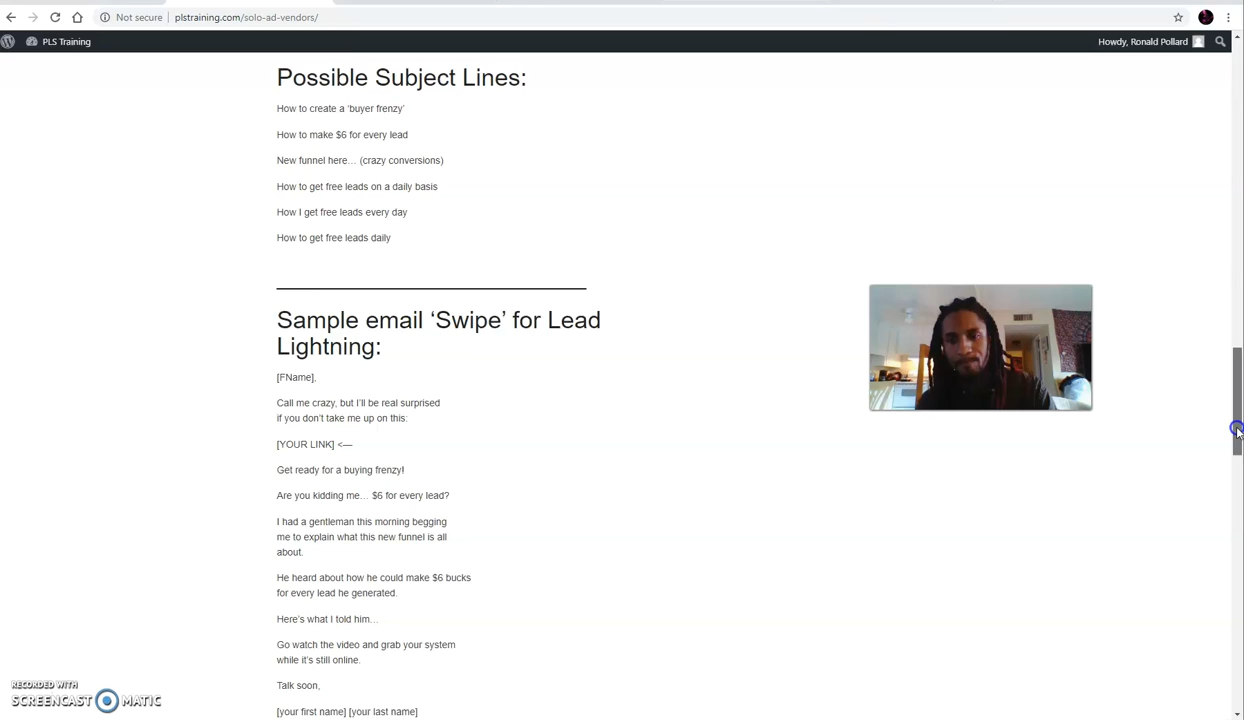 Not secure
plstraining.com/solo-ad-vendors/
PLS Training
Howdy, Ronald Pollard
Possible Subject Lines:
How to create a ‘buyer frenzy’
How to make $6 for every lead
New funnel here… (crazy conversions)
How to get free leads on a daily basis
How I get free leads every day
How to get free leads daily
Sample email ‘Swipe’ for Lead
Lightning:
[FName],
Call me crazy, but I’ll be real surprised
if you don’t take me up on this:
[YOUR LINK] <—
Get ready for a buying frenzy!
Are you kidding me… $6 for every lead?
I had a gentleman this morning begging
me to explain what this new funnel is all
about.
He heard about how he could make $6 bucks
for every lead he generated.
Here’s what I told him…
Go watch the video and grab your system
while it’s still online.
Talk soon,
[your first name] [your last name]
RECORDED WITH
SCREENCAST MATIC